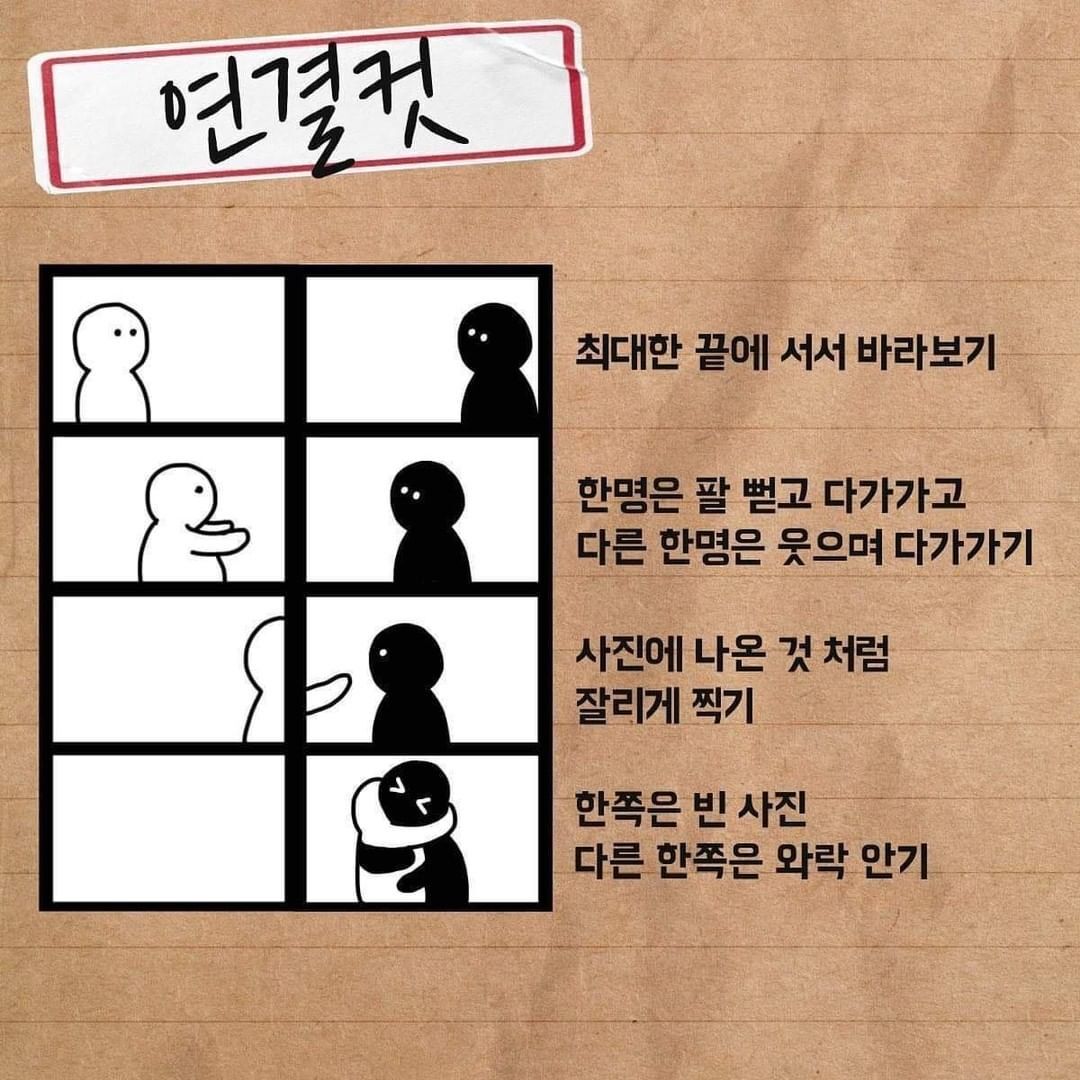 연결컷
최대한 끝에 서서 바라보기
한명은 팔 뻗고 다가가고
다른 한명은 웃으며 다가가기
사진에 나온 것 처럼
잘리게 찍기
한쪽은 빈 사진
다른 한쪽은 와락 안기